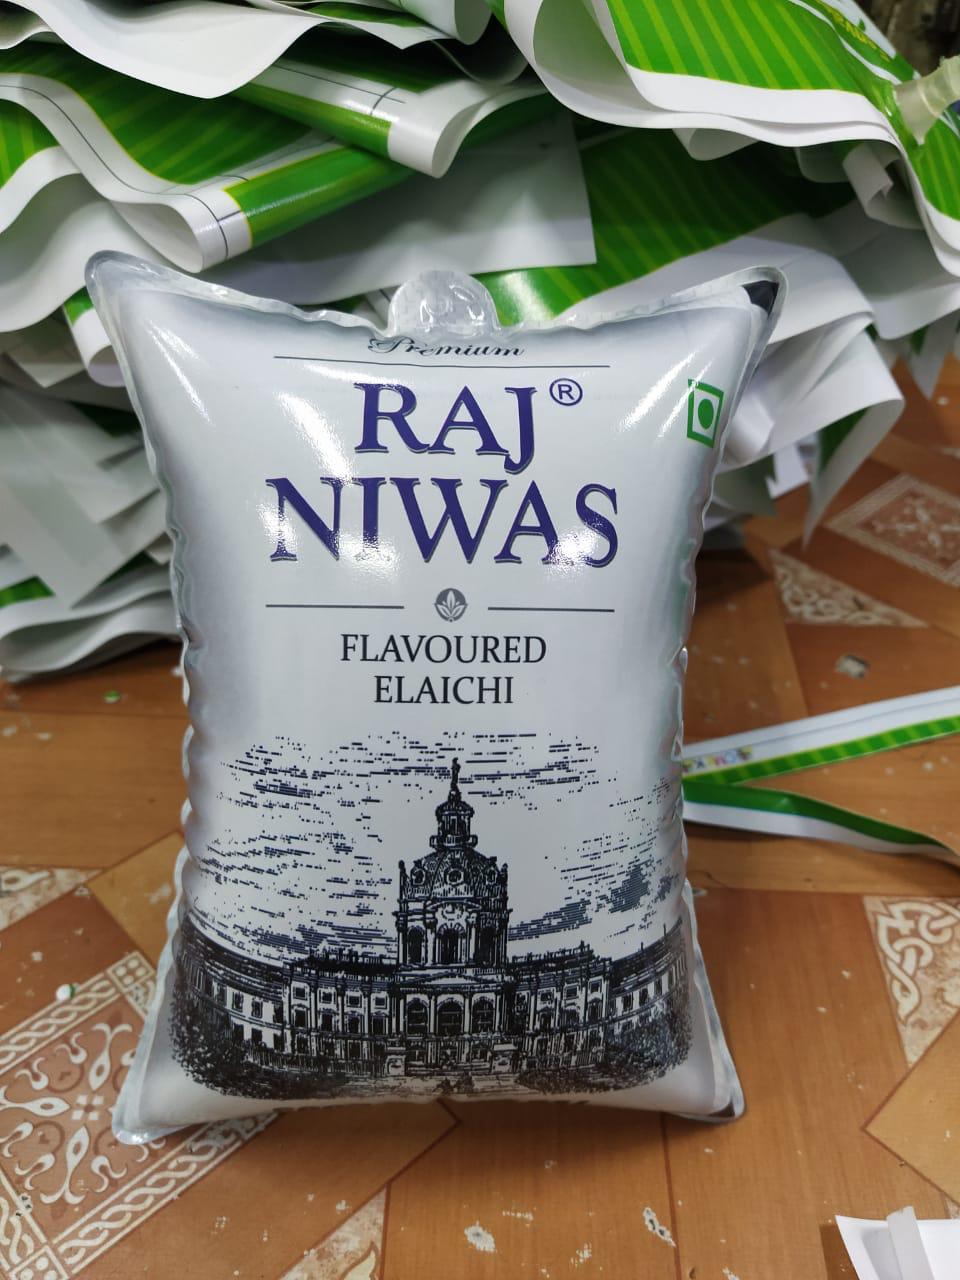 Premium
RAJ®
NIWAS
FLAVOURED
ELAICHI